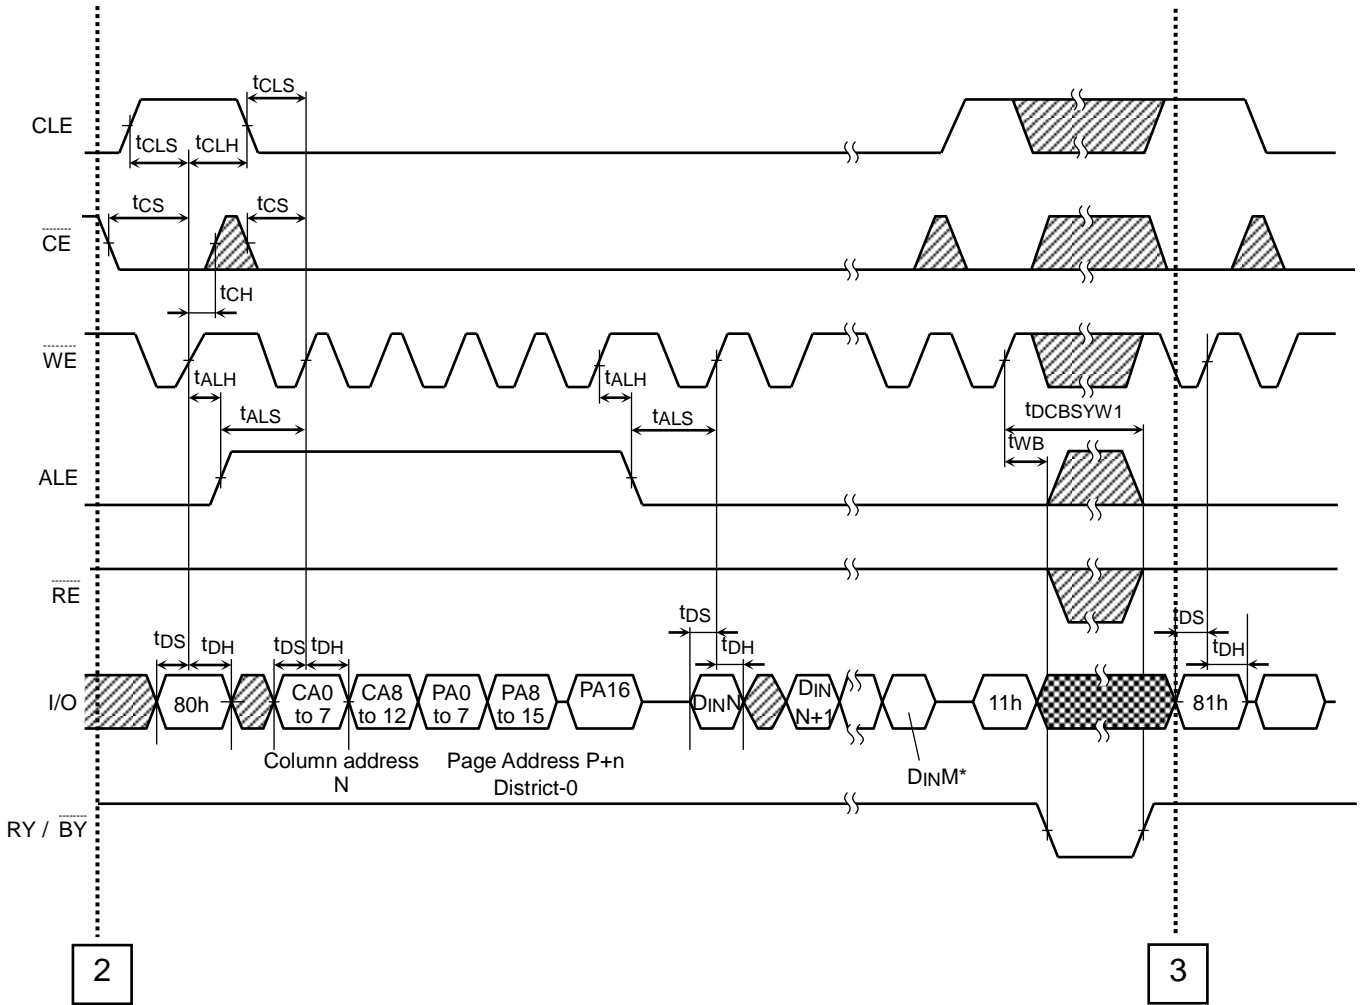 tCLS
CLE
tCLS
tCLH
tCS
tCS
CE
tCH
WE
tALH
tALH
tALS
tALS
tDCBSYW1
tWB
ALE
RE
tDS
tDH
tDS
tDH
tDS
tDH
tDS
tDH
I/O
80h
CA0
to 7
CA8
to 12
PA0
to 7
PA8
to 15
PA16
DINN
DIN
N+1
11h
81h
Column address
N
Page Address P+n
District-0
DINM*
RY / BY
2
3